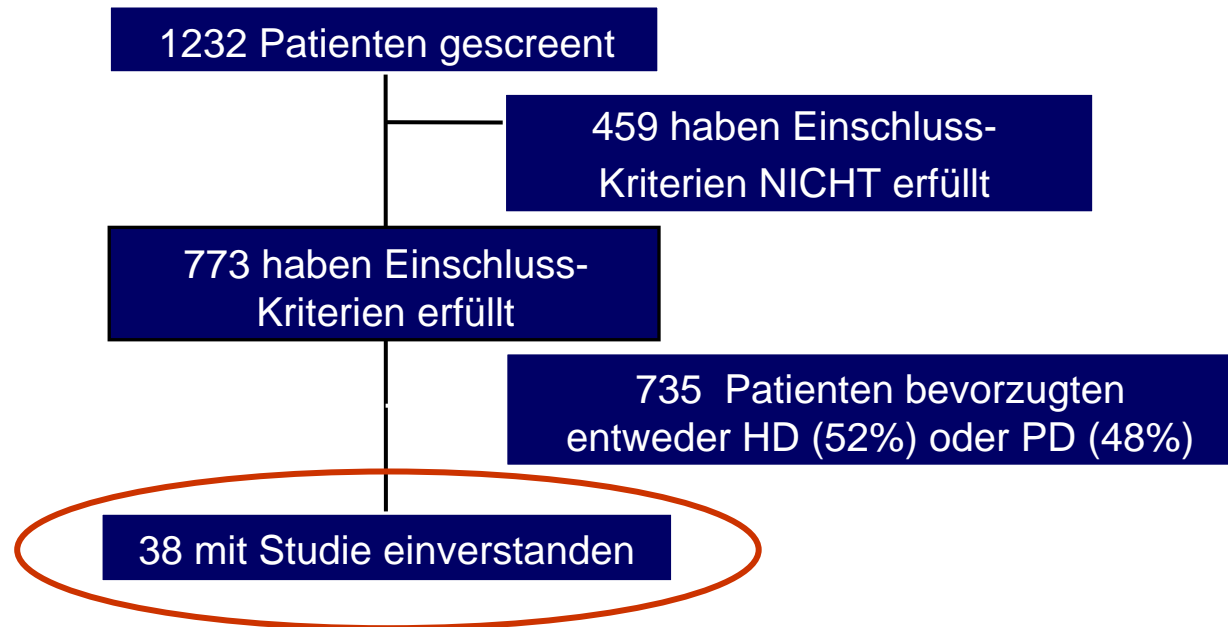 1232 Patienten gescreent
459 haben Einschluss-
Kriterien NICHT erfüllt
773 haben Einschluss-
Kriterien erfüllt
735 Patienten bevorzugten
entweder HD (52%) oder PD (48%)
38 mit Studie einverstanden